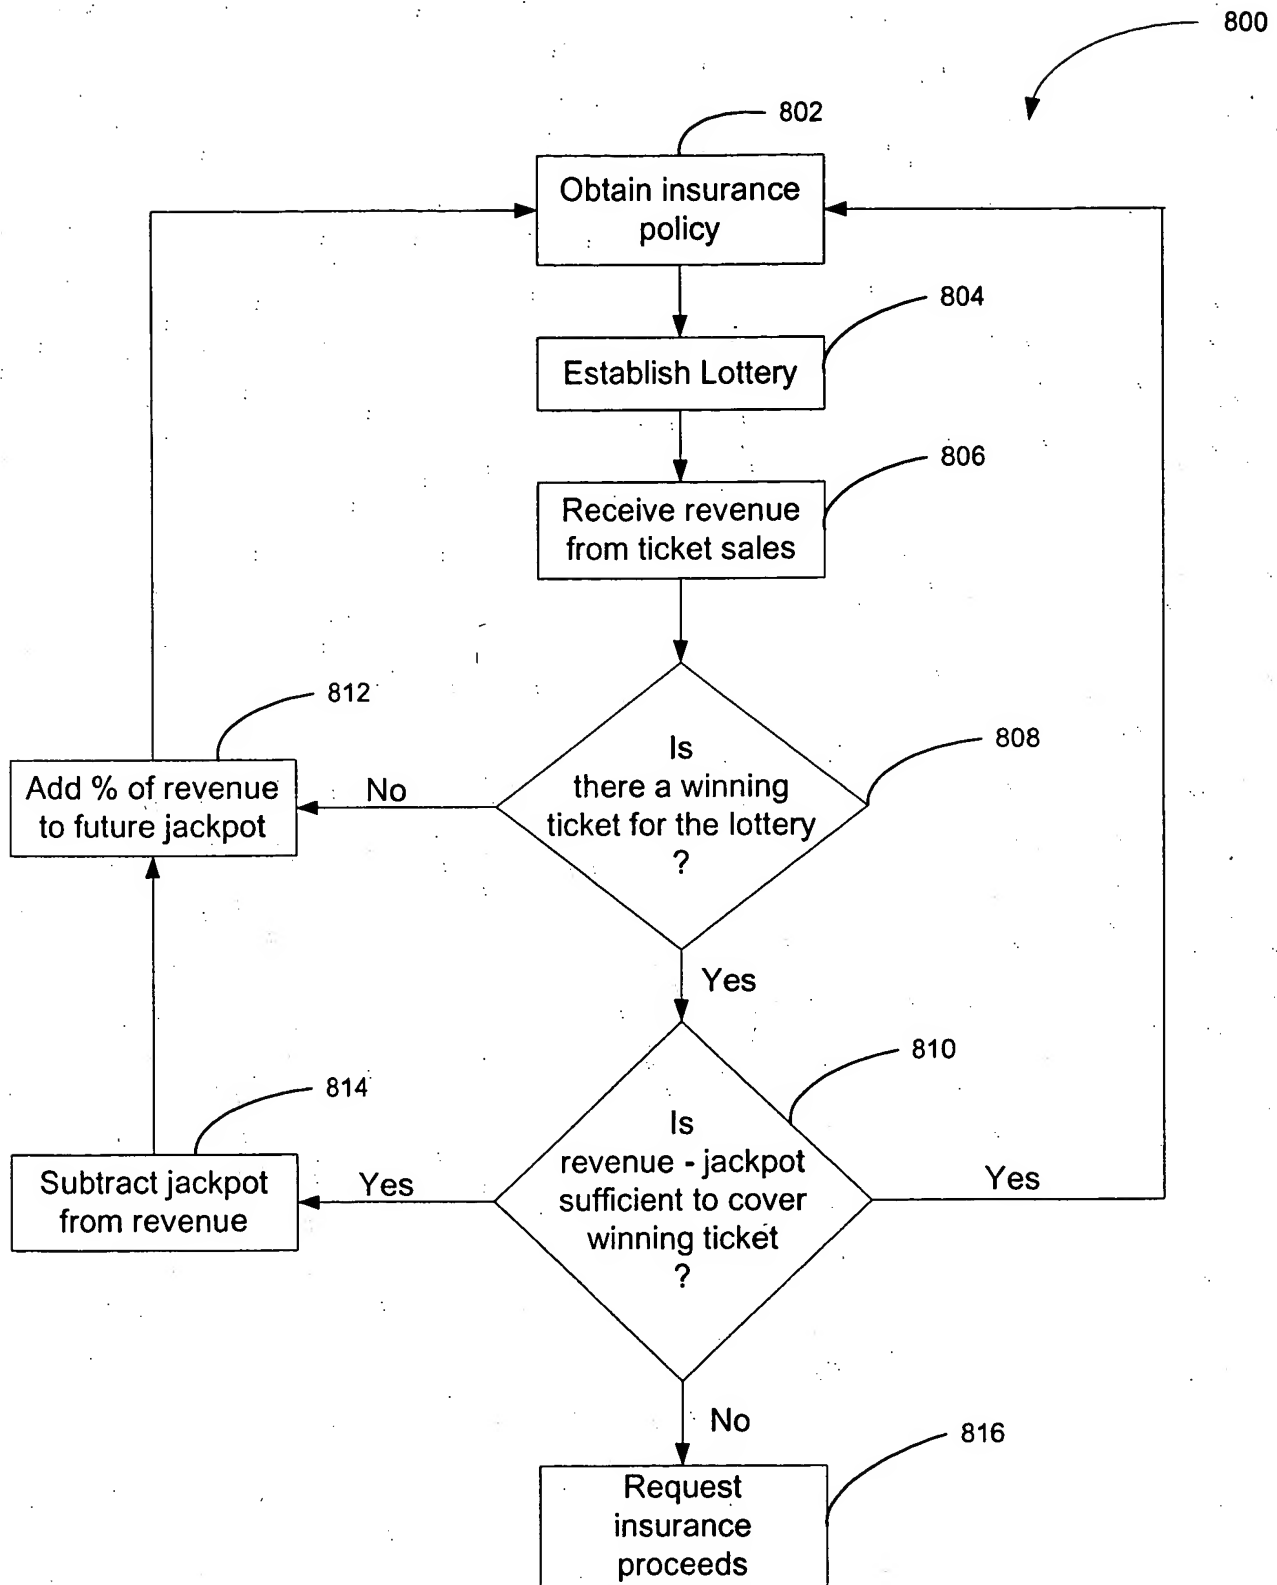 800
802
Obtain insurance
policy
804
Establish Lottery
806
Receive revenue
from ticket sales
812
808
Is
there a winning
ticket for the lottery
?
Add % of revenue
to future jackpot
No
Yes
810
814
Is
revenue - jackpot
sufficient to cover
winning ticket
?
Subtract jackpot
from revenue
Yes
Yes
No
816
Request
insurance
proceeds